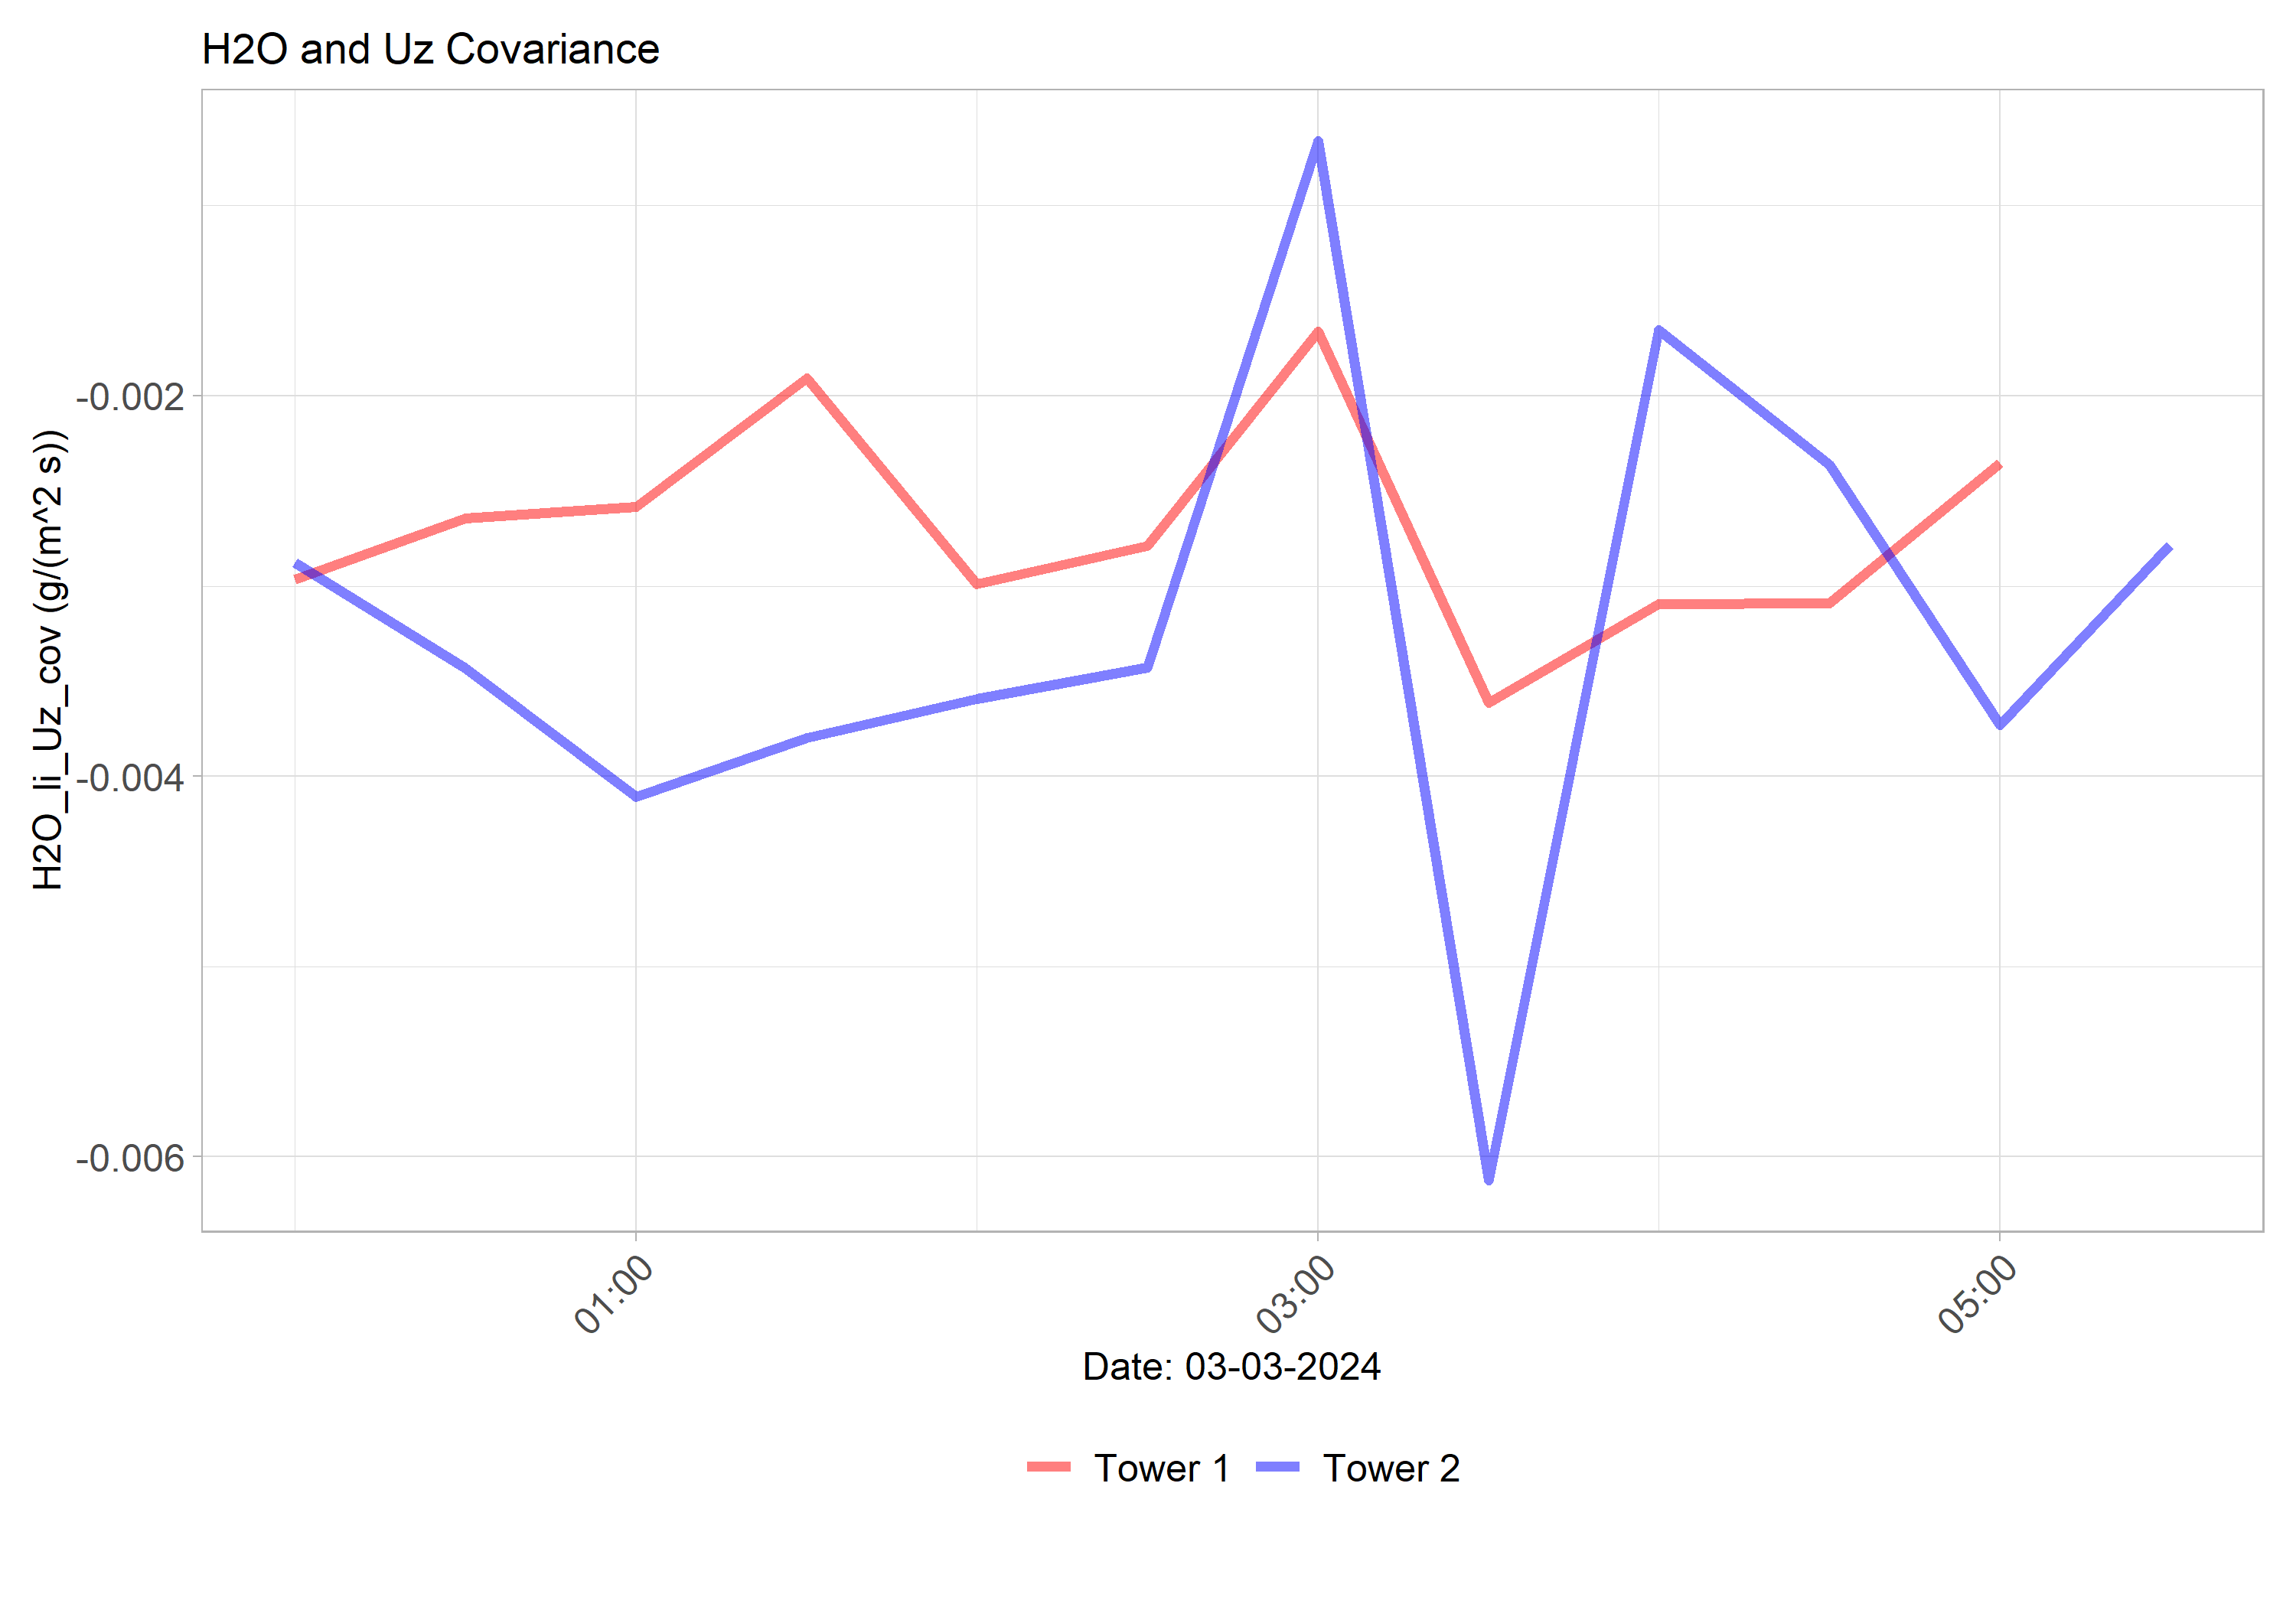 H2O and Uz Covariance
H2O_li_Uz_cov (g/(m^2 s))
-0.002
-0.004
-0.006
01:00
03:00
05:00
Date: 03-03-2024
Tower 1
Tower 2